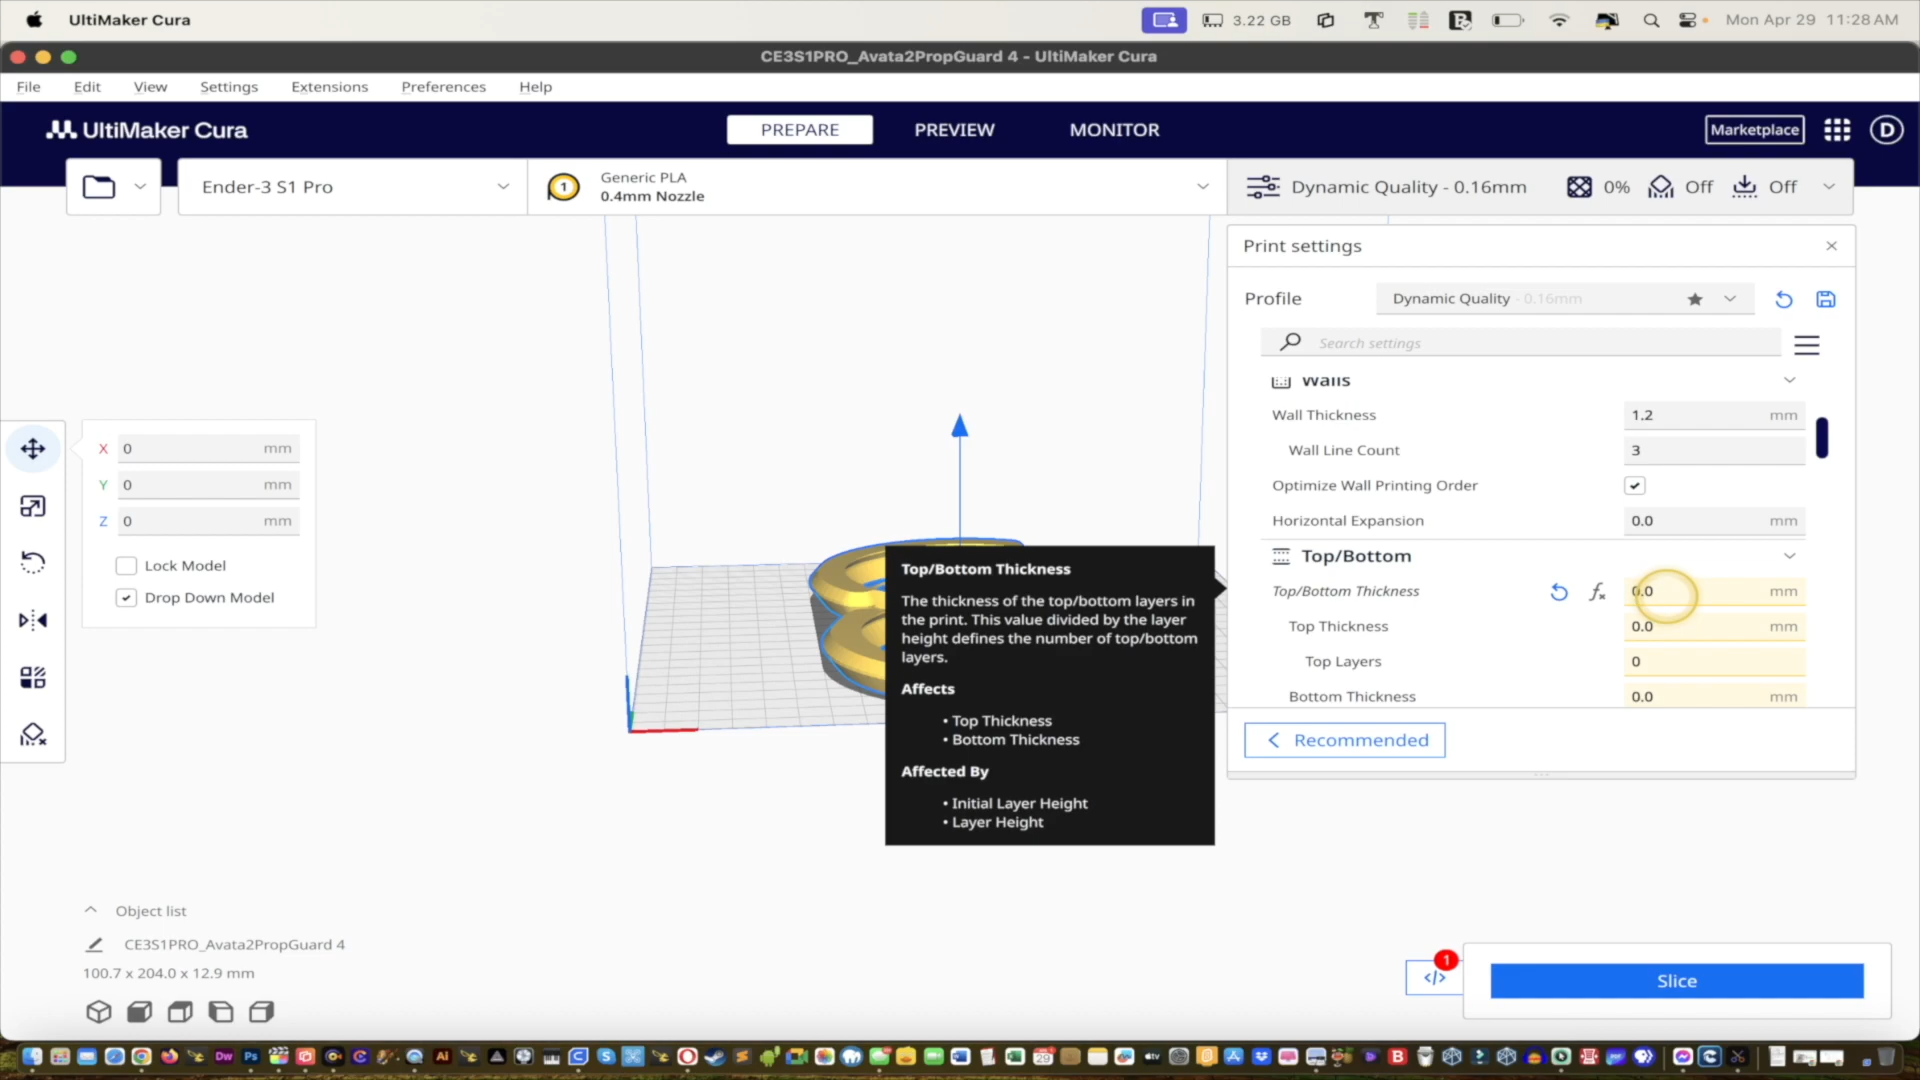 UltiMaker Cura
3.22 GB
Mon Apr 29 11:28 AM
CE3S1PRO_Avata2PropGuard 4 - UltiMaker Cura
File Edit View Settings Extensions Preferences Help
UltiMaker Cura
PREPARE PREVIEW MONITOR
Marketplace
D
Ender-3 S1 Pro
1
Generic PLA
0.4mm Nozzle
Dynamic Quality - 0.16mm
0% Off Off
Print settings
Profile
Dynamic Quality - 0.16mm
Search settings
Walls
Wall Thickness 1.2 mm
Wall Line Count 3
Optimize Wall Printing Order
Horizontal Expansion 0.0 mm
Top/Bottom
Top/Bottom Thickness fx 0.0 mm
Top Thickness 0.0 mm
Top Layers 0
Bottom Thickness 0.0 mm
Recommended
X 0 mm
Y 0 mm
Z 0 mm
Lock Model
Drop Down Model
Top/Bottom Thickness
The thickness of the top/bottom layers in
the print. This value divided by the layer
height defines the number of top/bottom
layers.
Affects
• Top Thickness
• Bottom Thickness
Affected By
• Initial Layer Height
• Layer Height
Object list
CE3S1PRO_Avata2PropGuard 4
100.7 x 204.0 x 12.9 mm
1
</>
Slice
Dw Ps Ai